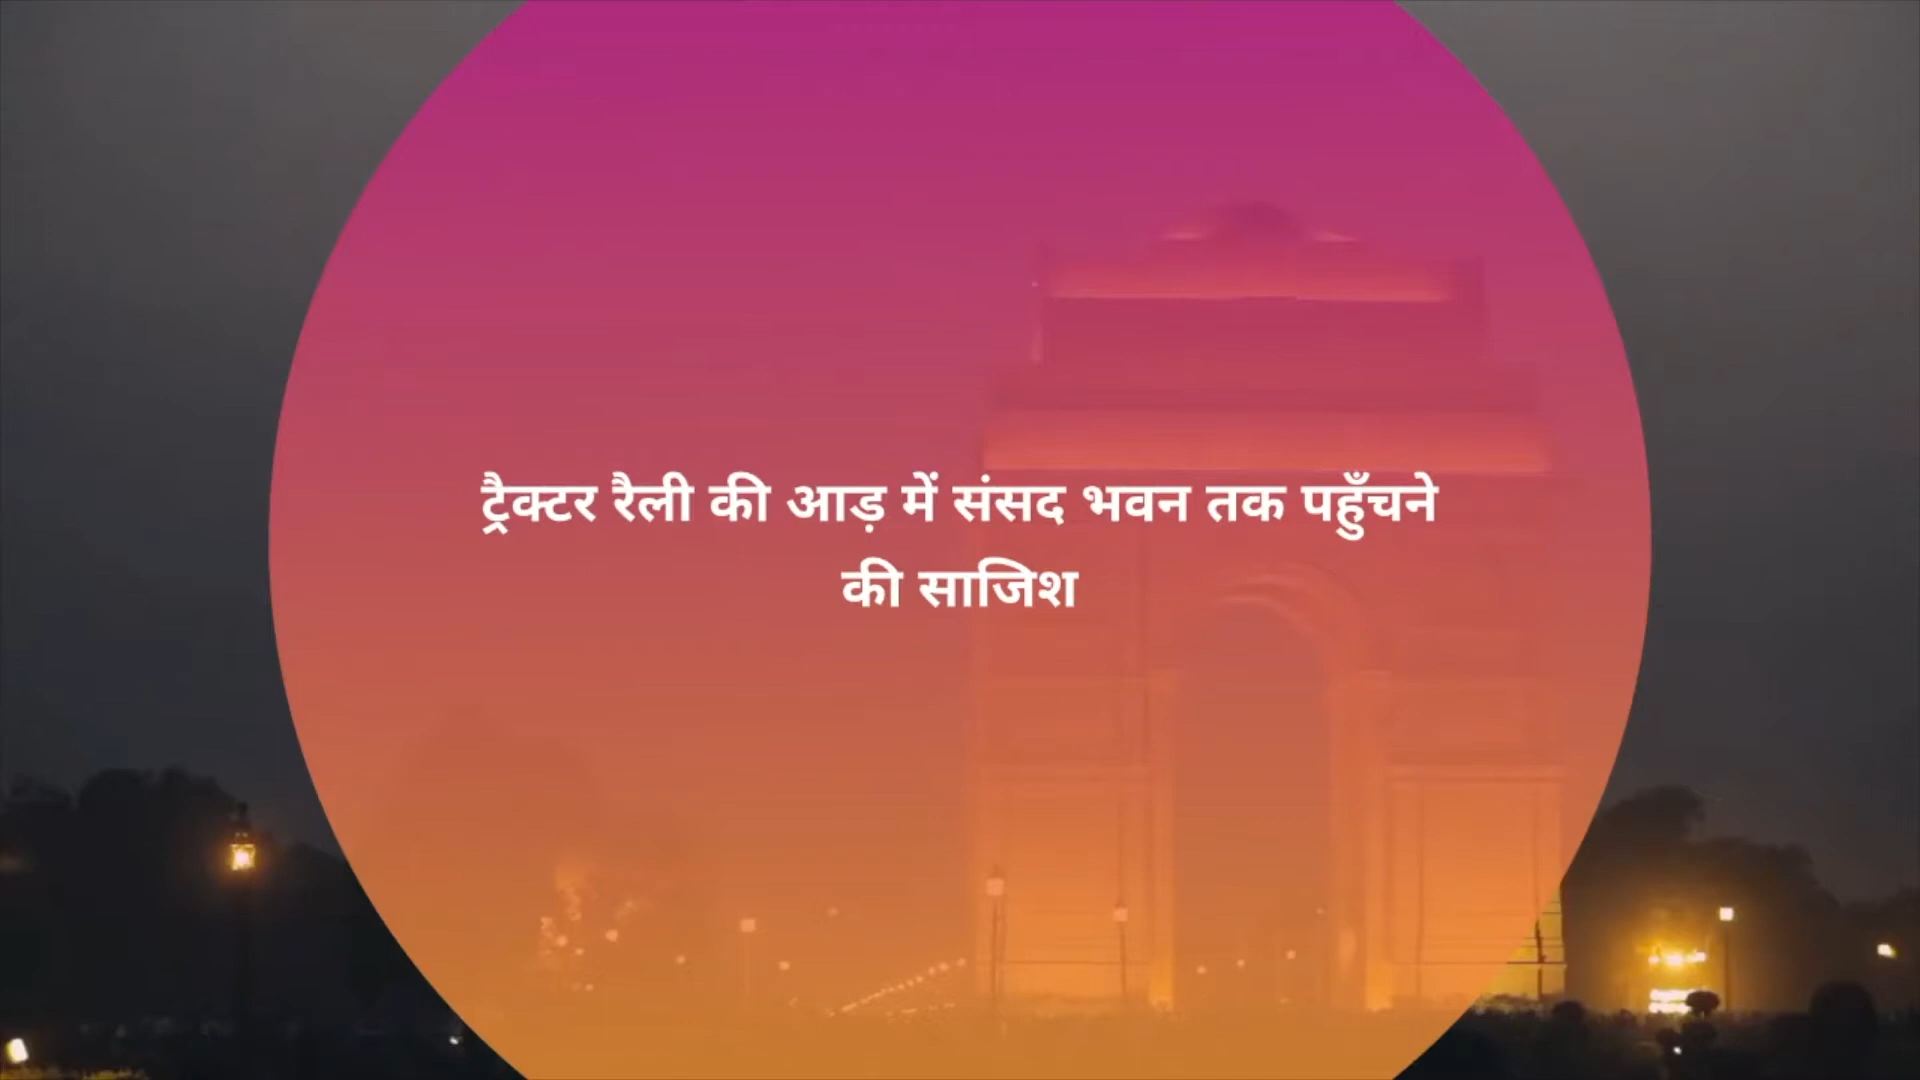 ट्रैक्टर रैली की आड़ में संसद भवन तक पहुँचने
की साजिश